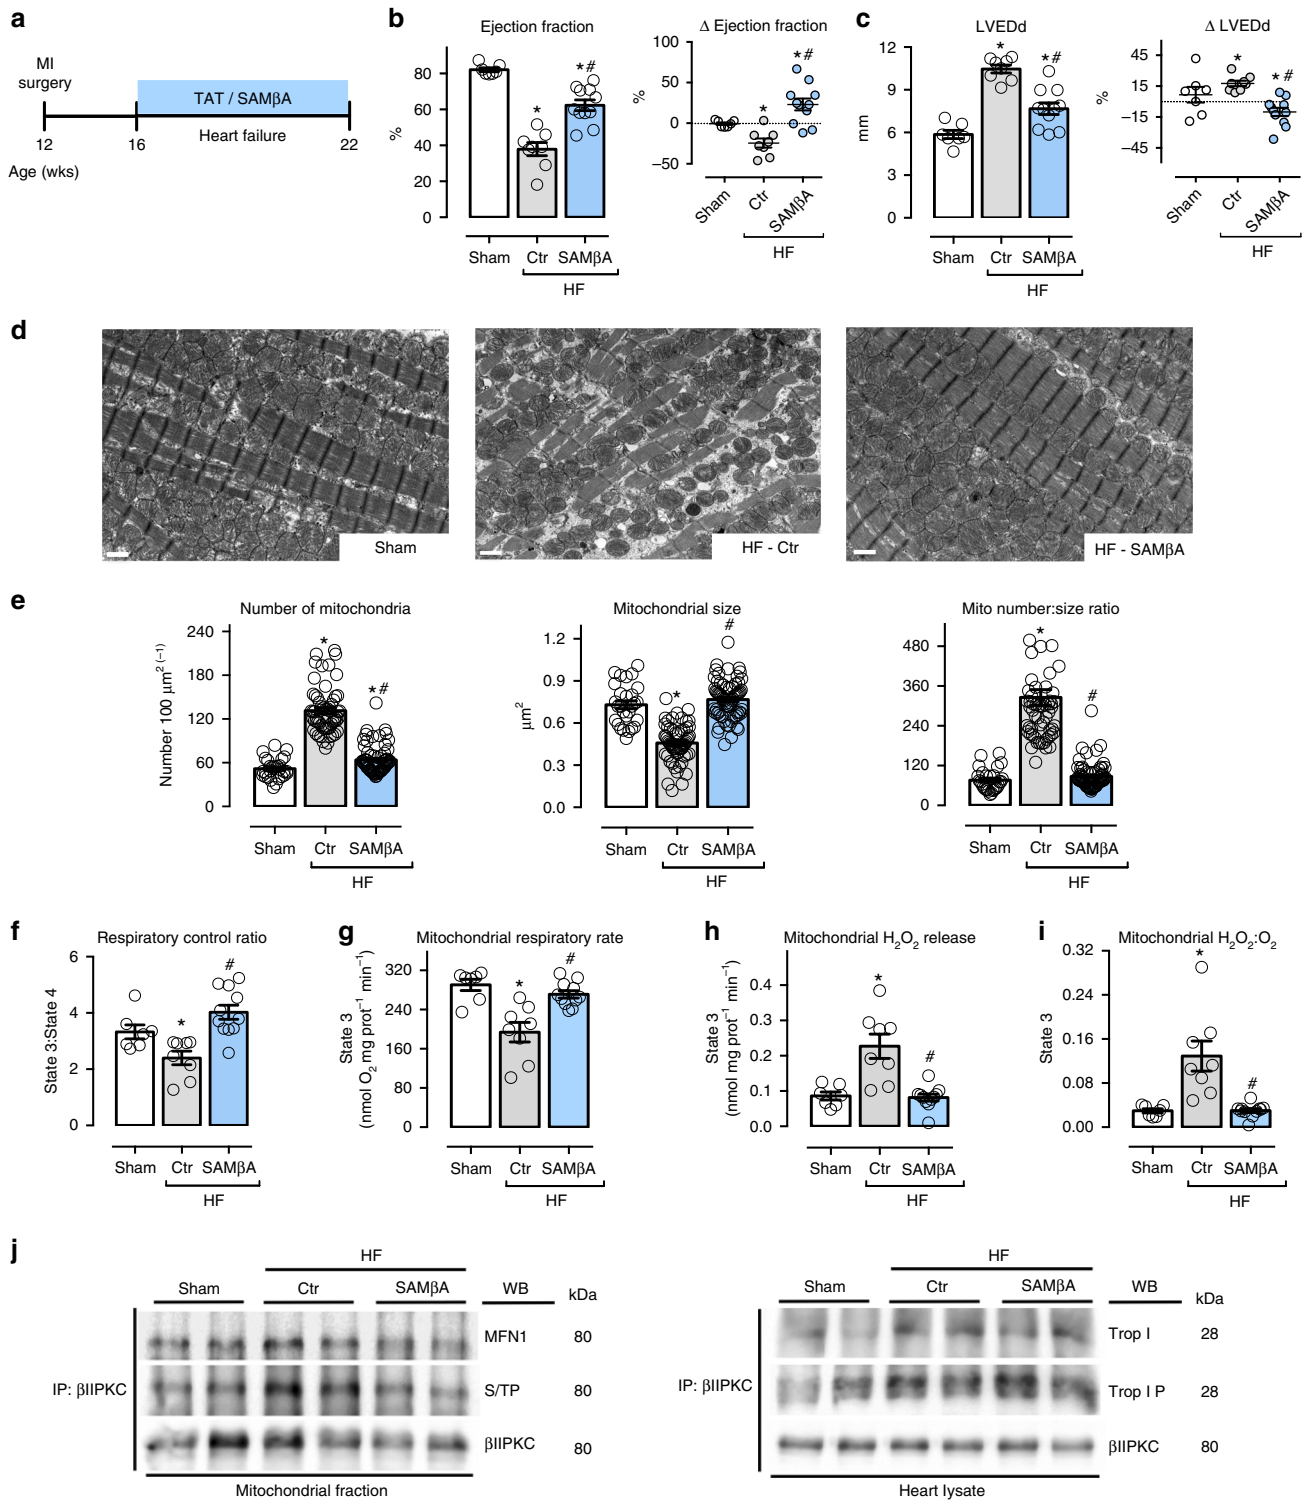 a
MI
surgery
TAT / SAMβA
12
16
Heart failure
22
Age (wks)
b
Ejection fraction
%
80
60
40
20
0
Sham
Ctr
SAMβA
HF
*
*#
Δ Ejection fraction
%
100
50
0
–50
Sham
Ctr
SAMβA
HF
*
*#
c
LVEDd
mm
12
9
6
3
0
Sham
Ctr
SAMβA
HF
*
*#
Δ LVEDd
%
45
15
–15
–45
Sham
Ctr
SAMβA
HF
*
*#
d
Sham
HF - Ctr
HF - SAMβA
e
Number of mitochondria
Number 100 μm² (–1)
240
180
120
60
0
Sham
Ctr
SAMβA
HF
*
*#
Mitochondrial size
μm²
1.2
0.9
0.6
0.3
0.0
Sham
Ctr
SAMβA
HF
*
#
Mito number:size ratio
480
360
240
120
0
Sham
Ctr
SAMβA
HF
*
#
f
Respiratory control ratio
State 3:State 4
6
4
2
0
Sham
Ctr
SAMβA
HF
*
#
g
Mitochondrial respiratory rate
State 3
(nmol O₂ mg prot⁻¹ min⁻¹)
320
240
160
80
0
Sham
Ctr
SAMβA
HF
*
#
h
Mitochondrial H₂O₂ release
State 3
(nmol mg prot⁻¹ min⁻¹)
0.4
0.3
0.2
0.1
0.0
Sham
Ctr
SAMβA
HF
*
#
i
Mitochondrial H₂O₂:O₂
State 3
0.32
0.24
0.16
0.08
0.00
Sham
Ctr
SAMβA
HF
*
#
j
HF
Sham
Ctr
SAMβA
WB
kDa
MFN1
80
IP: βIIPKC
S/TP
80
βIIPKC
80
Mitochondrial fraction
HF
Sham
Ctr
SAMβA
WB
kDa
Trop I
28
IP: βIIPKC
Trop I P
28
βIIPKC
80
Heart lysate